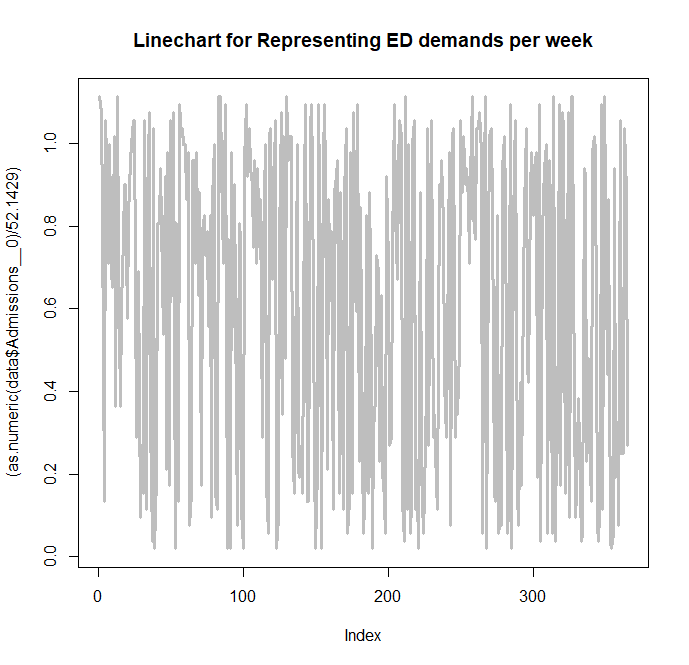 Linechart for Representing ED demands per week
(as.numeric(data$Admissions__0)/52.1429)
1.0
0.8
0.6
0.4
0.2
0.0
0 100 200 300
Index